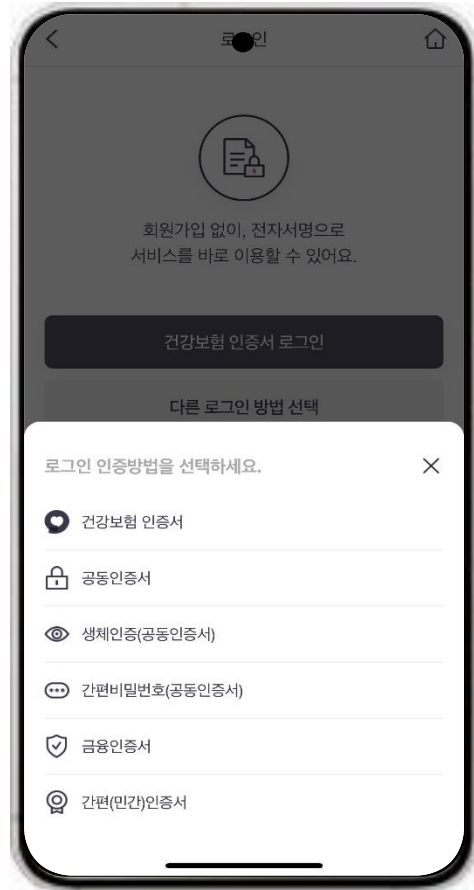 회원가입 없이, 전자서명으로
서비스를 바로 이용할 수 있어요.
건강보험 인증서 로그인
다른 로그인 방법 선택
로그인 인증방법을 선택하세요.
건강보험 인증서
공동인증서
생체인증(공동인증서)
간편비밀번호(공동인증서)
금융인증서
간편(민간)인증서